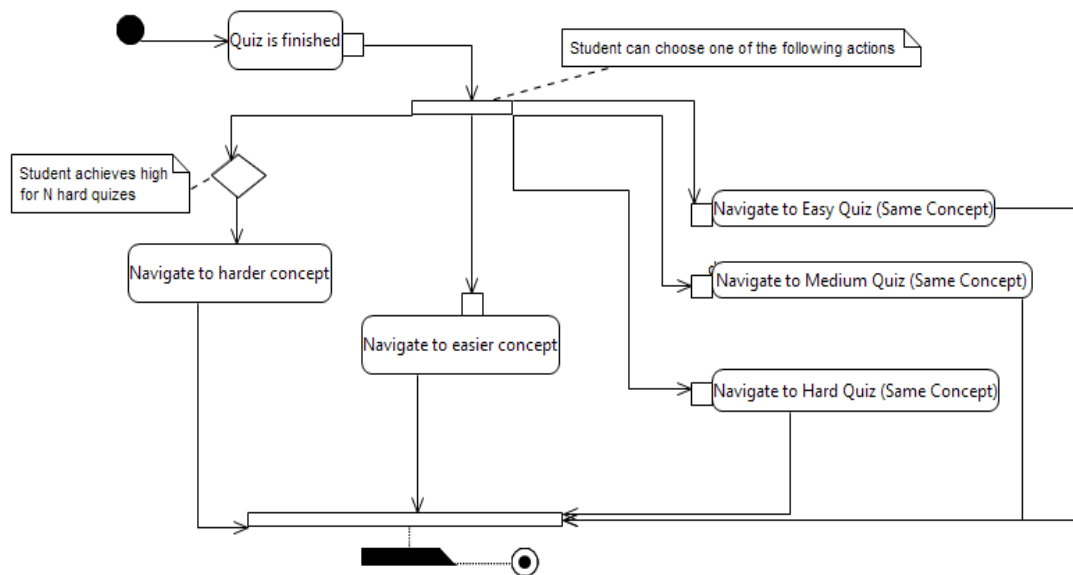 Quiz is finished
Student can choose one of the following actions
Student achieves high
for N hard quizes
Navigate to Easy Quiz (Same Concept)
Navigate to harder concept
Navigate to Medium Quiz (Same Concept)
Navigate to easier concept
Navigate to Hard Quiz (Same Concept)